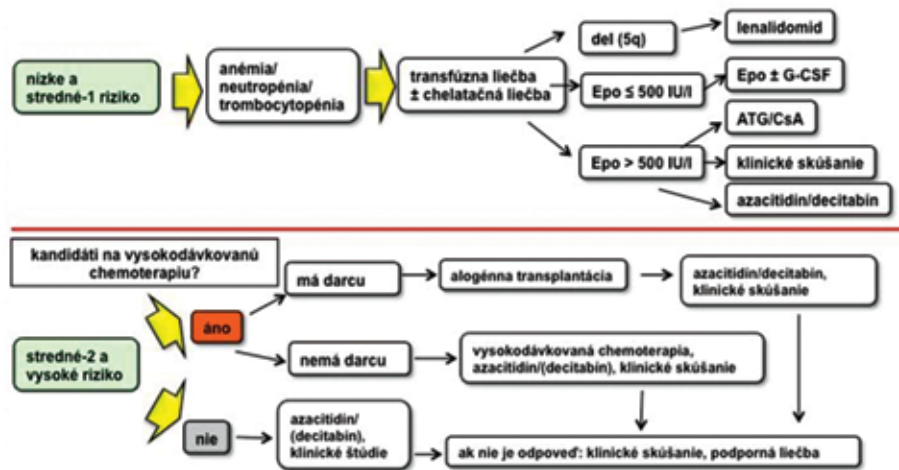 nízke a
stredné-1 riziko
anémia/
neutropénia/
trombocytopénia
transfúzna liečba
± chelatačná liečba
del (5q)
lenalidomid
Epo ≤ 500 IU/l
Epo ± G-CSF
Epo > 500 IU/l
ATG/CsA
klinické skúšanie
azacitidín/decitabín
kandidáti na vysokodávkovanú
chemoterapiu?
stredné-2 a
vysoké riziko
áno
má darcu
alogénna transplantácia
azacitidín/decitabín,
klinické skúšanie
nemá darcu
vysokodávkovaná chemoterapia,
azacitidín/(decitabín), klinické skúšanie
nie
azacitidín/
(decitabín),
klinické štúdie
ak nie je odpoveď: klinické skúšanie, podporná liečba